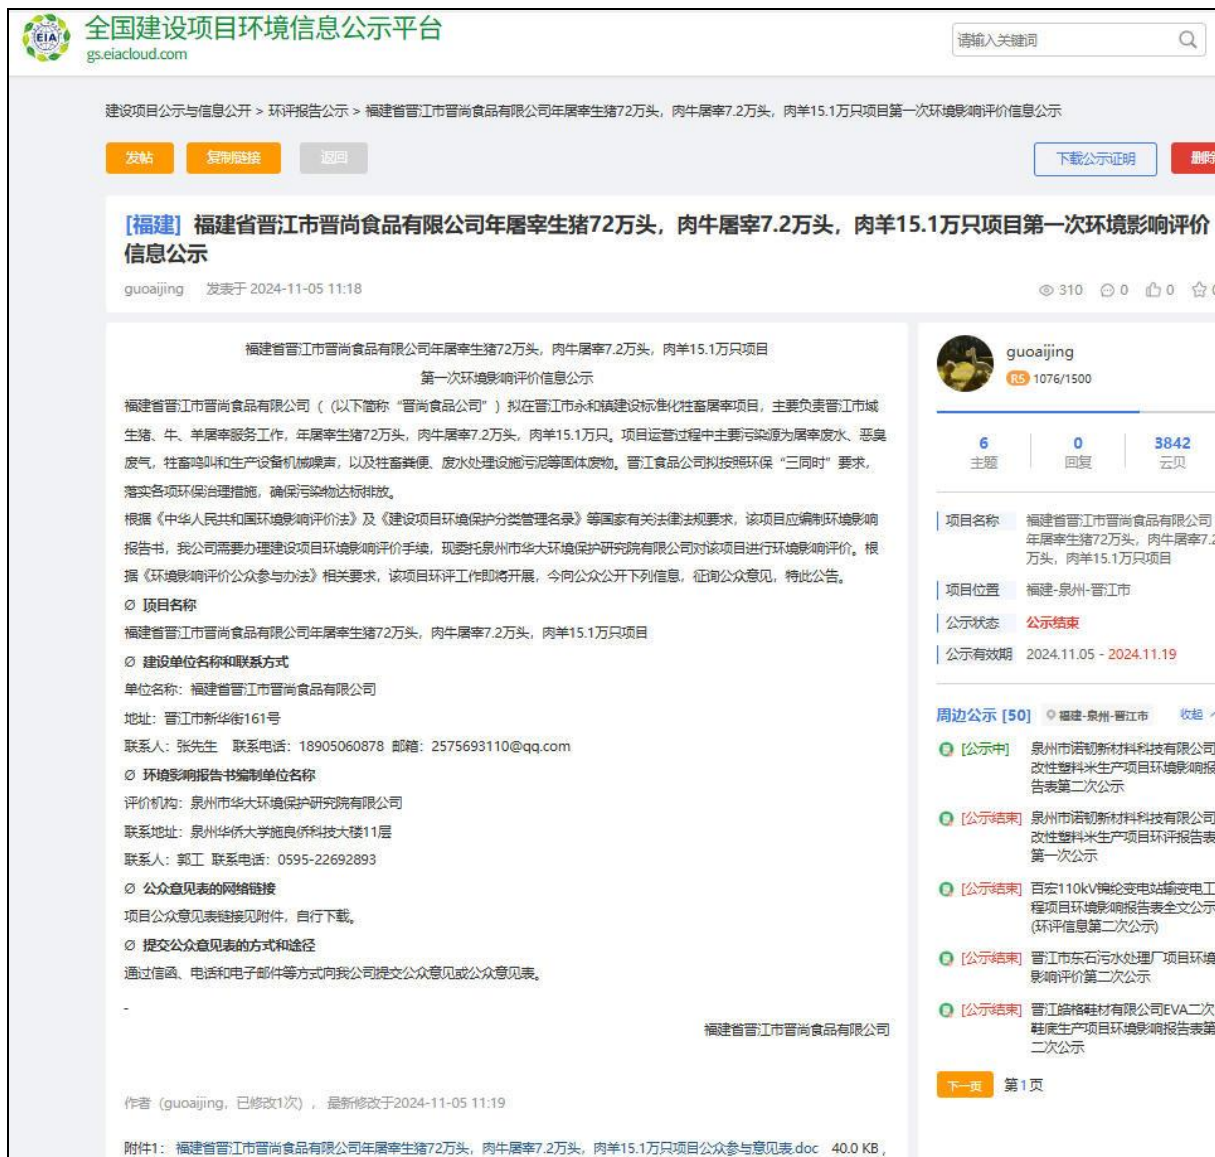 全国建设项目环境信息公示平台
gs.eiacloud.com
请输入关键词
建设项目公示与信息公开 > 环评报告公示 > 福建省晋江市晋尚食品有限公司年屠宰生猪72万头，肉牛屠宰7.2万头，肉羊15.1万只项目第一次环境影响评价信息公示
发帖 复制链接 返回 下载公示证明 删除
[福建] 福建省晋江市晋尚食品有限公司年屠宰生猪72万头，肉牛屠宰7.2万头，肉羊15.1万只项目第一次环境影响评价
信息公示
guoaijing 发表于 2024-11-05 11:18 310 0 0
福建省晋江市晋尚食品有限公司年屠宰生猪72万头，肉牛屠宰7.2万头，肉羊15.1万只项目
第一次环境影响评价信息公示
福建省晋江市晋尚食品有限公司（（以下简称“晋尚食品公司”）拟在晋江市永和镇建设标准化牲畜屠宰项目，主要负责晋江市域
生猪、牛、羊屠宰服务工作，年屠宰生猪72万头，肉牛屠宰7.2万头，肉羊15.1万只。项目运营过程中主要污染源为屠宰废水、恶臭
废气，牲畜鸣叫和生产设备机械噪声，以及牲畜粪便、废水处理设施污泥等固体废物。晋江食品公司拟按照环保“三同时”要求，
落实各项环保治理措施，确保污染物达标排放。
根据《中华人民共和国环境影响评价法》及《建设项目环境保护分类管理名录》等国家有关法律法规要求，该项目应编制环境影响
报告书，我公司需要办理建设项目环境影响评价手续，现委托泉州市华大环境保护研究院有限公司对该项目进行环境影响评价。根
据《环境影响评价公众参与办法》相关要求，该项目环评工作即将开展，今向公众公开下列信息，征询公众意见，特此公告。
Ø 项目名称
福建省晋江市晋尚食品有限公司年屠宰生猪72万头，肉牛屠宰7.2万头，肉羊15.1万只项目
Ø 建设单位名称和联系方式
单位名称：福建省晋江市晋尚食品有限公司
地址：晋江市新华街161号
联系人：张先生 联系电话：18905060878 邮箱：2575693110@qq.com
Ø 环境影响报告书编制单位名称
评价机构：泉州市华大环境保护研究院有限公司
联系地址：泉州华侨大学施良侨科技大楼11层
联系人：郭工 联系电话：0595-22692893
Ø 公众意见表的网络链接
项目公众意见表链接见附件，自行下载。
Ø 提交公众意见表的方式和途径
通过信函、电话和电子邮件等方式向我公司提交公众意见或公众意见表。
-
福建省晋江市晋尚食品有限公司
作者（guoaijing，已修改1次），最新修改于2024-11-05 11:19
附件1：福建省晋江市晋尚食品有限公司年屠宰生猪72万头，肉牛屠宰7.2万头，肉羊15.1万只项目公众参与意见表.doc 40.0 KB，
guoaijing
R5 1076/1500
6 0 3842
主题 回复 云贝
项目名称 福建省晋江市晋尚食品有限公司
年屠宰生猪72万头，肉牛屠宰7.2
万头，肉羊15.1万只项目
项目位置 福建-泉州-晋江市
公示状态 公示结束
公示有效期 2024.11.05 - 2024.11.19
周边公示 [50] 福建-泉州-晋江市 收起
[公示中] 泉州市诺韧新材料科技有限公司
改性塑料米生产项目环境影响报
告表第二次公示
[公示结束] 泉州市诺韧新材料科技有限公司
改性塑料米生产项目环评报告表
第一次公示
[公示结束] 百宏110kV锦纶变电站输变电工
程项目环境影响报告表全文公示
(环评信息第二次公示)
[公示结束] 晋江市东石污水处理厂项目环境
影响评价第二次公示
[公示结束] 晋江皓格鞋材有限公司EVA二次
鞋底生产项目环境影响报告表第
二次公示
下一页 第1页